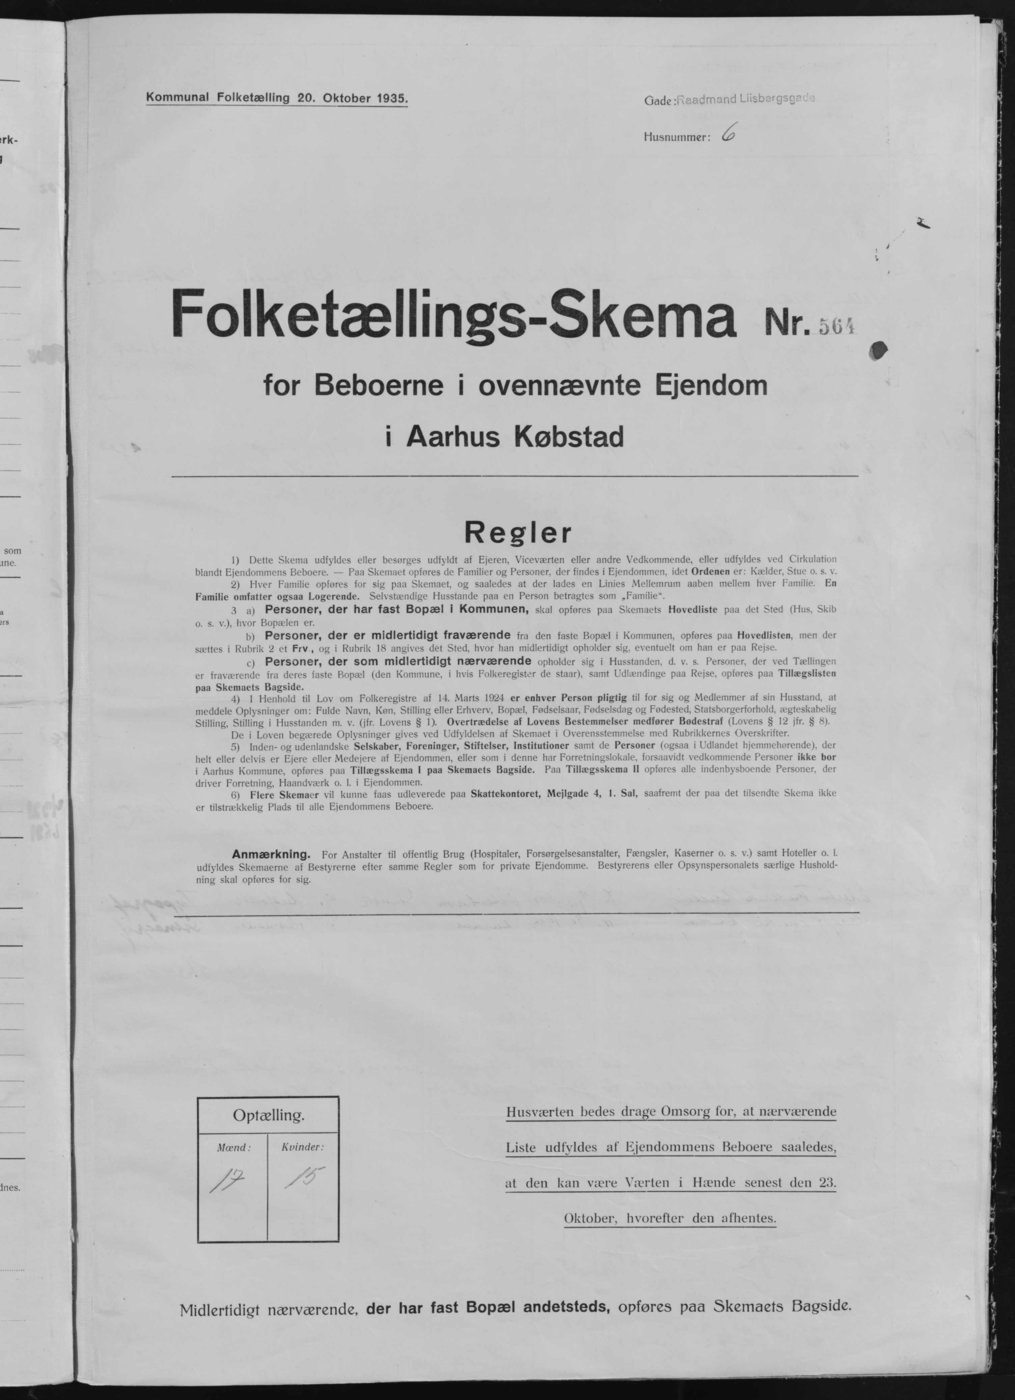 Kommunal Folketælling 20. Oktober 1935.
Gade: Raadmand Liisbergsgade
Husnummer: 6
Folketællings-Skema Nr. 564
for Beboerne i ovennævnte Ejendom
i Aarhus Købstad
Regler
1) Dette Skema udfyldes eller besørges udfyldt af Ejeren, Viceværten eller andre Vedkommende, eller udfyldes ved Cirkulation
blandt Ejendommens Beboere. — Paa Skemaet opføres de Familier og Personer, der findes i Ejendommen, idet Ordenen er: Kælder, Stue o. s. v.
2) Hver Familie opføres for sig paa Skemaet, og saaledes at der lades en Linies Mellemrum aaben mellem hver Familie. En
Familie omfatter ogsaa Logerende. Selvstændige Husstande paa en Person betragtes som „Familie".
3 a) Personer, der har fast Bopæl i Kommunen, skal opføres paa Skemaets Hovedliste paa det Sted (Hus, Skib
o. s. v.), hvor Bopælen er.
b) Personer, der er midlertidigt fraværende fra den faste Bopæl i Kommunen, opføres paa Hovedlisten, men der
sættes i Rubrik 2 et Frv., og i Rubrik 18 angives det Sted, hvor han midlertidigt opholder sig, eventuelt om han er paa Rejse.
c) Personer, der som midlertidigt nærværende opholder sig i Husstanden, d. v. s. Personer, der ved Tællingen
er fraværende fra deres faste Bopæl (den Kommune, i hvis Folkeregister de staar), samt Udlændinge paa Rejse, opføres paa Tillægslisten
paa Skemaets Bagside.
4) I Henhold til Lov om Folkeregistre af 14. Marts 1924 er enhver Person pligtig til for sig og Medlemmer af sin Husstand, at
meddele Oplysninger om: Fulde Navn, Køn, Stilling eller Erhverv, Bopæl, Fødselsaar, Fødselsdag og Fødested, Statsborgerforhold, ægteskabelig
Stilling, Stilling i Husstanden m. v. (jfr. Lovens § 1). Overtrædelse af Lovens Bestemmelser medfører Bødestraf (Lovens § 12 jfr. § 8).
De i Loven begærede Oplysninger gives ved Udfyldelsen af Skemaet i Overensstemmelse med Rubrikkernes Overskrifter.
5) Inden- og udenlandske Selskaber, Foreninger, Stiftelser, Institutioner samt de Personer (ogsaa i Udlandet hjemmehørende), der
helt eller delvis er Ejere eller Medejere af Ejendommen, eller som i denne har Forretningslokale, forsaavidt vedkommende Personer ikke bor
i Aarhus Kommune, opføres paa Tillægsskema I paa Skemaets Bagside. Paa Tillægsskema II opføres alle indenbysboende Personer, der
driver Forretning, Haandværk o. l. i Ejendommen.
6) Flere Skemaer vil kunne faas udleverede paa Skattekontoret, Mejlgade 4, 1. Sal, saafremt der paa det tilsendte Skema ikke
er tilstrækkelig Plads til alle Ejendommens Beboere.
Anmærkning. For Anstalter til offentlig Brug (Hospitaler, Forsørgelsesanstalter, Fængsler, Kaserner o. s. v.) samt Hoteller o. l.
udfyldes Skemaerne af Bestyrerne efter samme Regler som for private Ejendomme. Bestyrerens eller Opsynspersonalets særlige Hushold-
ning skal opføres for sig.
Optælling.
Mænd: Kvinder:
17 15
Husværten bedes drage Omsorg for, at nærværende
Liste udfyldes af Ejendommens Beboere saaledes,
at den kan være Værten i Hænde senest den 23.
Oktober, hvorefter den afhentes.
Midlertidigt nærværende, der har fast Bopæl andetsteds, opføres paa Skemaets Bagside.